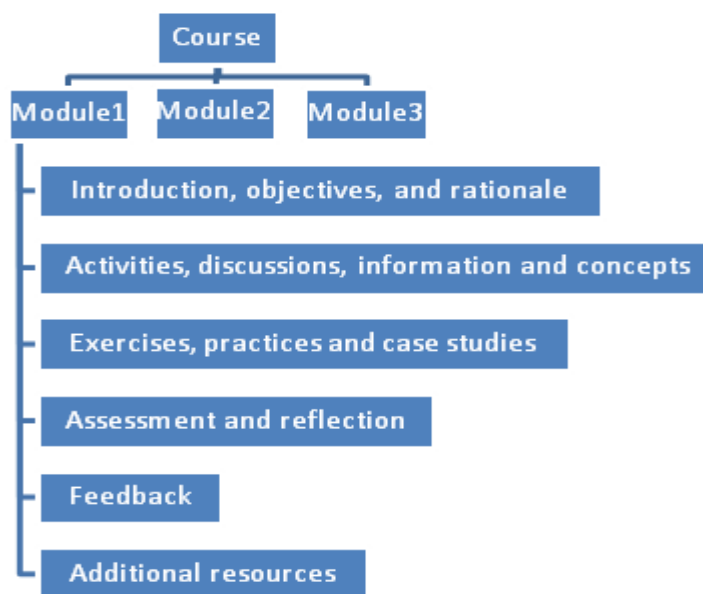 Course
Module1
Module2
Module3
Introduction, objectives, and rationale
Activities, discussions, information and concepts
Exercises, practices and case studies
Assessment and reflection
Feedback
Additional resources